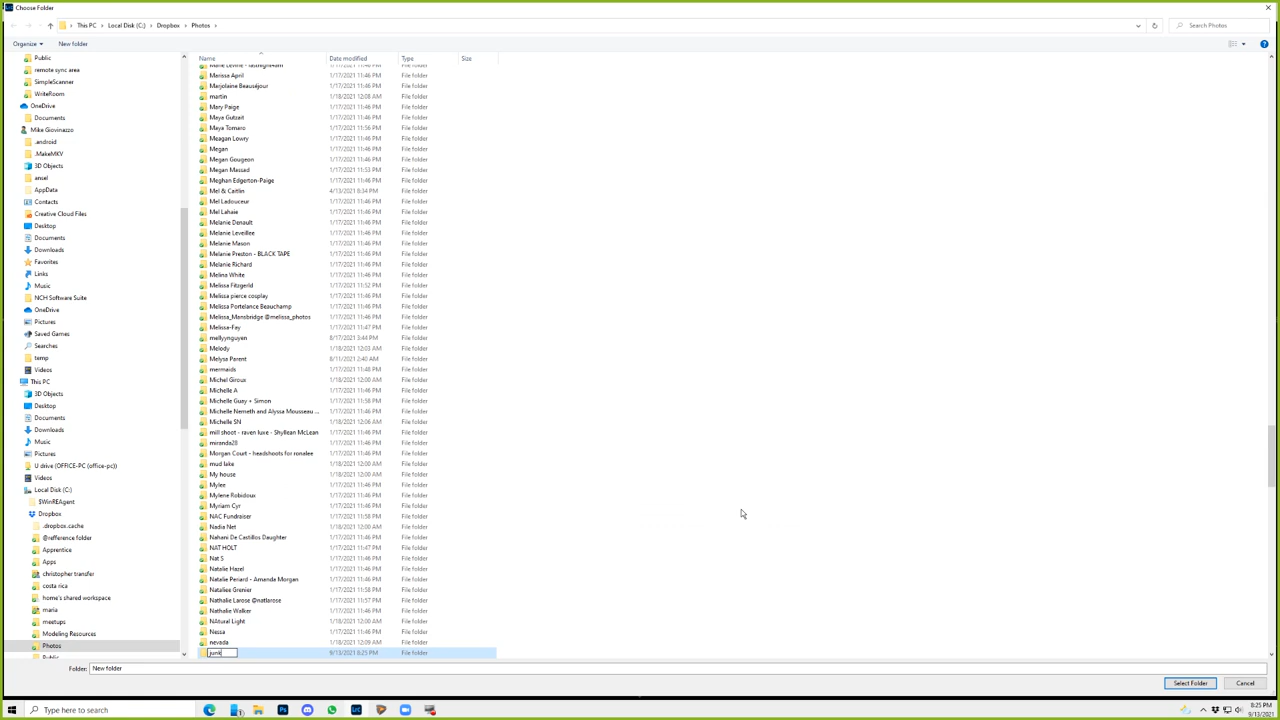 Choose Folder
This PC > Local Disk (C:) > Dropbox > Photos >
Search Photos
Organize
New folder
Public
remote sync area
SimpleScanner
WriteRoom
OneDrive
Documents
Mike Giovinazzo
.android
.MakeMKV
3D Objects
ansel
AppData
Contacts
Creative Cloud Files
Desktop
Documents
Downloads
Favorites
Links
Music
NCH Software Suite
OneDrive
Pictures
Saved Games
Searches
temp
Videos
This PC
3D Objects
Desktop
Documents
Downloads
Music
Pictures
U drive (OFFICE-PC (office-pc))
Videos
Local Disk (C:)
$WinREAgent
Dropbox
.dropbox.cache
@refference folder
Apprentice
Apps
christopher transfer
costa rica
home's shared workspace
maria
meetups
Modeling Resources
Photos
Public
Name Date modified Type Size
Marissa April 1/17/2021 11:46 PM File folder
Marjolaine Beauséjour 1/17/2021 11:46 PM File folder
martin 1/18/2021 12:08 AM File folder
Mary Paige 1/17/2021 11:46 PM File folder
Maya Gutzait 1/17/2021 11:46 PM File folder
Maya Tomaro 1/17/2021 11:56 PM File folder
Meagan Lowry 1/17/2021 11:46 PM File folder
Megan 1/17/2021 11:46 PM File folder
Megan Gougeon 1/17/2021 11:46 PM File folder
Megan Massad 1/17/2021 11:53 PM File folder
Meghan Edgerton-Paige 1/17/2021 11:46 PM File folder
Mel & Caitlin 4/13/2021 8:34 PM File folder
Mel Ladouceur 1/17/2021 11:46 PM File folder
Mel Lahaie 1/17/2021 11:46 PM File folder
Melanie Denault 1/17/2021 11:46 PM File folder
Melanie Leveillee 1/17/2021 11:46 PM File folder
Melanie Mason 1/17/2021 11:46 PM File folder
Melanie Preston - BLACK TAPE 1/17/2021 11:46 PM File folder
Melanie Richard 1/17/2021 11:46 PM File folder
Melina White 1/17/2021 11:46 PM File folder
Melissa Fitzgerld 1/17/2021 11:52 PM File folder
Melissa pierce cosplay 1/17/2021 11:46 PM File folder
Melissa Portelance Beauchamp 1/17/2021 11:46 PM File folder
Melissa_Mansbridge @melissa_photos 1/17/2021 11:46 PM File folder
Melissa-Fay 1/17/2021 11:47 PM File folder
mellyynguyen 8/17/2021 3:44 PM File folder
Melody 1/18/2021 12:03 AM File folder
Melysa Parent 8/11/2021 2:40 AM File folder
mermaids 1/17/2021 11:48 PM File folder
Michel Giroux 1/18/2021 12:00 AM File folder
Michelle A 1/17/2021 11:46 PM File folder
Michelle Guay + Simon 1/17/2021 11:58 PM File folder
Michelle Nemeth and Alyssa Mousseau ... 1/17/2021 11:46 PM File folder
Michelle SN 1/18/2021 12:06 AM File folder
mill shoot - raven luxe - Shyllean McLean 1/17/2021 11:46 PM File folder
miranda28 1/17/2021 11:46 PM File folder
Morgan Court - headshots for ronalee 1/17/2021 11:46 PM File folder
mud lake 1/18/2021 12:00 AM File folder
My house 1/18/2021 12:00 AM File folder
Mylee 1/17/2021 11:46 PM File folder
Mylene Robidoux 1/17/2021 11:46 PM File folder
Myriam Cyr 1/17/2021 11:46 PM File folder
NAC Fundraiser 1/17/2021 11:58 PM File folder
Nadia Net 1/18/2021 12:00 AM File folder
Nahani De Castillos Daughter 1/17/2021 11:46 PM File folder
NAT HOLT 1/17/2021 11:47 PM File folder
Nat S 1/17/2021 11:46 PM File folder
Natalie Hazel 1/17/2021 11:46 PM File folder
Natalie Penard - Amanda Morgan 1/17/2021 11:46 PM File folder
Nataliee Grenier 1/17/2021 11:58 PM File folder
Nathalie Larose @natlarose 1/17/2021 11:57 PM File folder
Nathalie Walker 1/17/2021 11:46 PM File folder
NAtural Light 1/18/2021 12:00 AM File folder
Nessa 1/17/2021 11:46 PM File folder
nevada 1/18/2021 12:09 AM File folder
junk 9/13/2021 8:25 PM File folder
Folder: New folder
Select Folder
Cancel
Type here to search
8:25 PM
9/13/2021